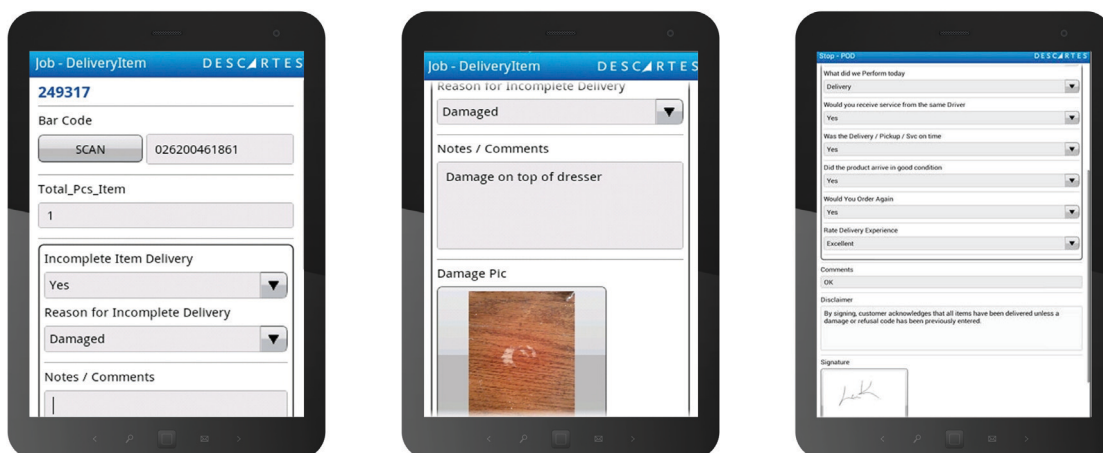 Job - DeliveryItem DESCARTES
249317
Bar Code
SCAN 026200461861
Total_Pcs_Item
1
Incomplete Item Delivery
Yes
Reason for Incomplete Delivery
Damaged
Notes / Comments
Job - DeliveryItem DESCARTES
Reason for Incomplete Delivery
Damaged
Notes / Comments
Damage on top of dresser
Damage Pic
Stop - POD DESCARTES
What did we Perform today
Delivery
Would you receive service from the same Driver
Yes
Was the Delivery / Pickup / Svc on time
Yes
Did the product arrive in good condition
Yes
Would You Order Again
Yes
Rate Delivery Experience
Excellent
Comments
OK
Disclaimer
By signing, customer acknowledges that all items have been delivered unless a
damage or refusal code has been previously entered.
Signature